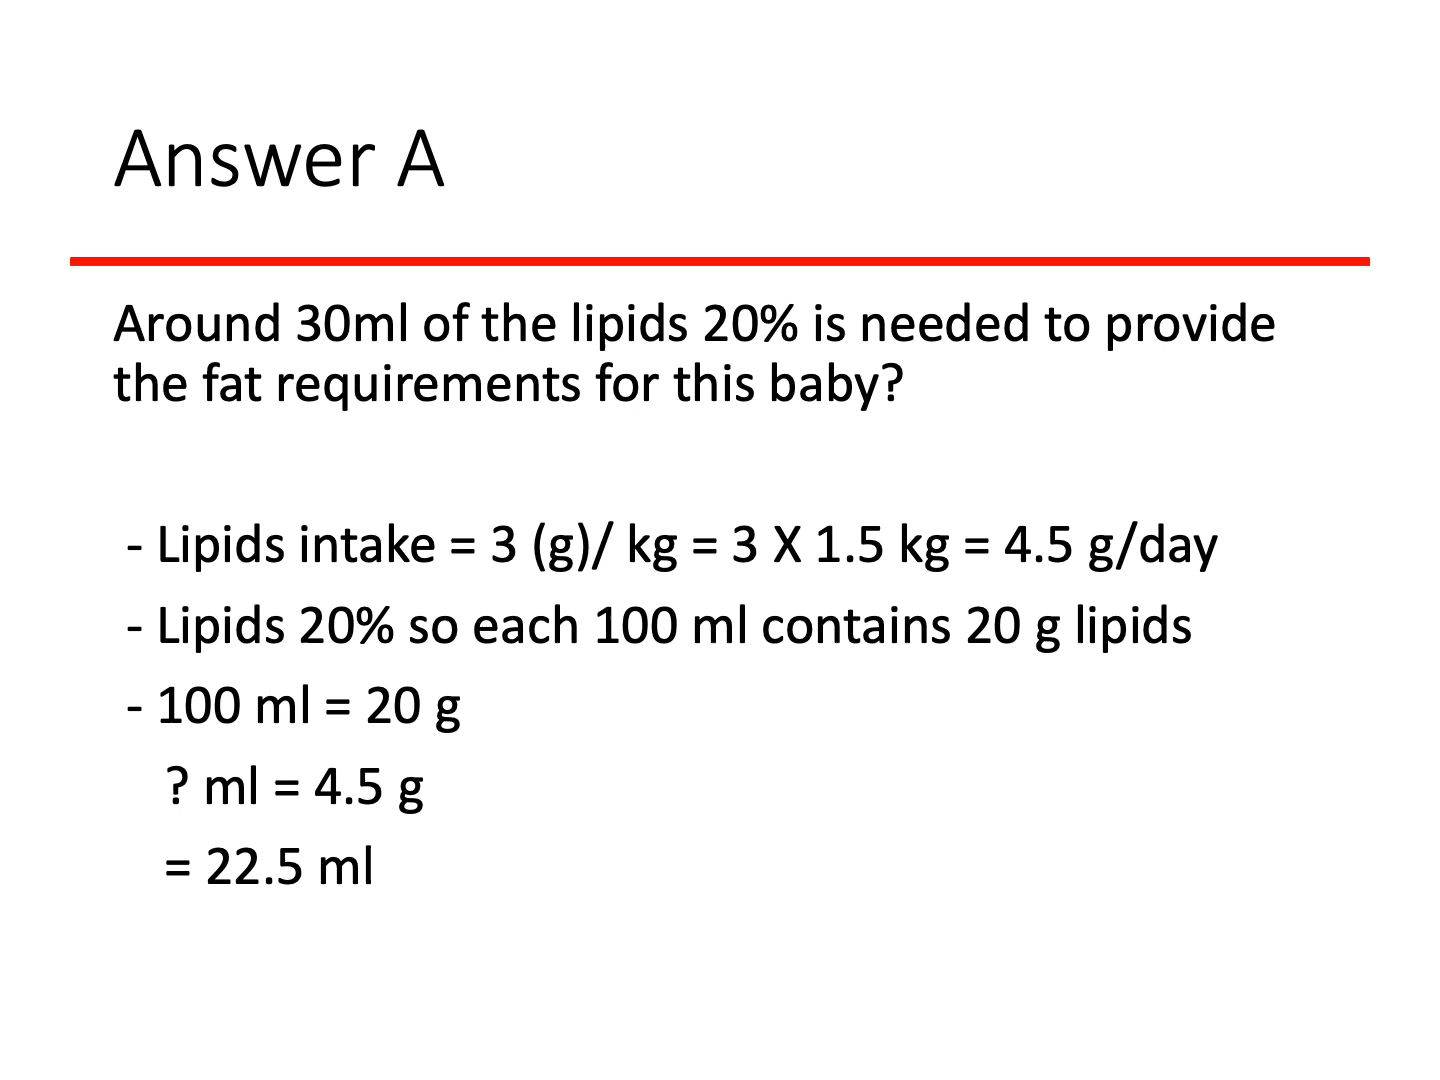 Answer A
Around 30ml of the lipids 20% is needed to provide
the fat requirements for this baby?
- Lipids intake = 3 (g)/ kg = 3 X 1.5 kg = 4.5 g/day
- Lipids 20% so each 100 ml contains 20 g lipids
- 100 ml = 20 g
? ml = 4.5 g
= 22.5 ml